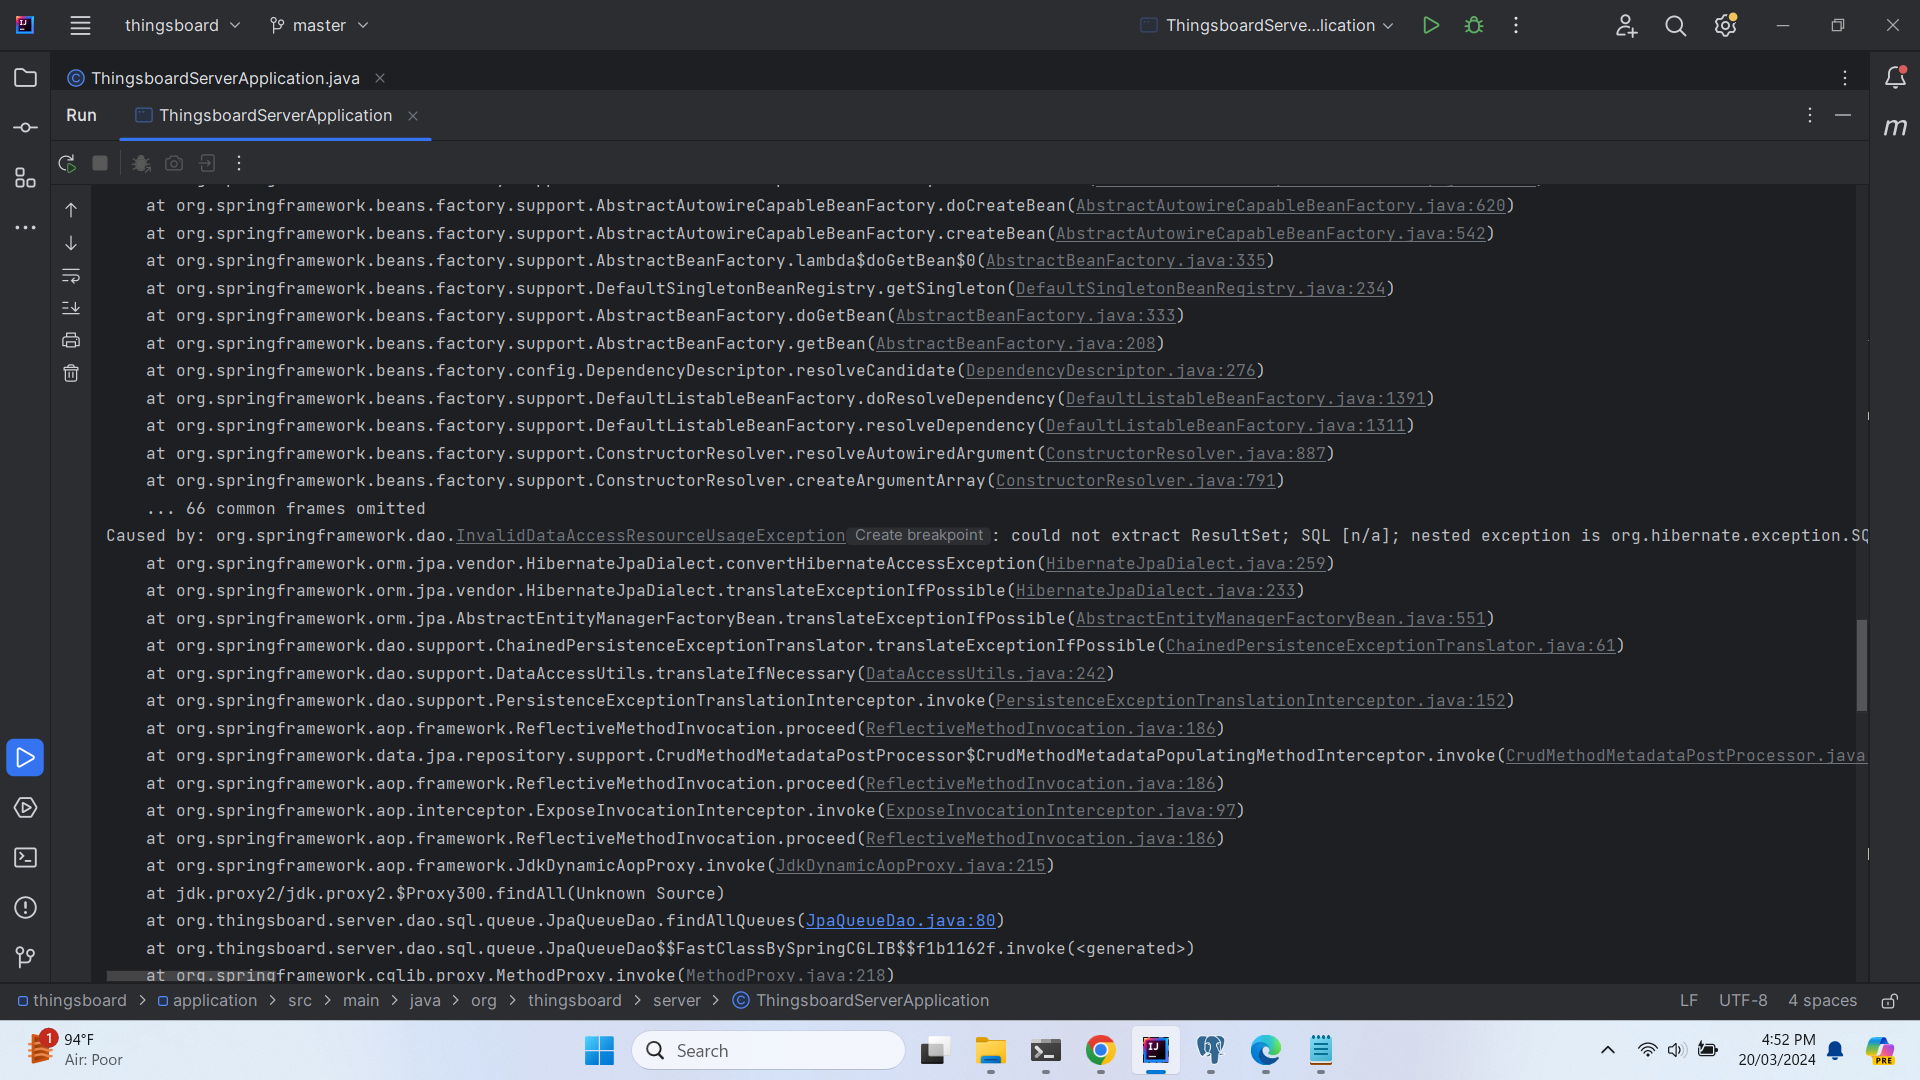 thingsboard
master
ThingsboardServe...lication
ThingsboardServerApplication.java
Run
ThingsboardServerApplication
at org.springframework.beans.factory.support.AbstractAutowireCapableBeanFactory.doCreateBean(AbstractAutowireCapableBeanFactory.java:620)
at org.springframework.beans.factory.support.AbstractAutowireCapableBeanFactory.createBean(AbstractAutowireCapableBeanFactory.java:542)
at org.springframework.beans.factory.support.AbstractBeanFactory.lambda$doGetBean$0(AbstractBeanFactory.java:335)
at org.springframework.beans.factory.support.DefaultSingletonBeanRegistry.getSingleton(DefaultSingletonBeanRegistry.java:234)
at org.springframework.beans.factory.support.AbstractBeanFactory.doGetBean(AbstractBeanFactory.java:333)
at org.springframework.beans.factory.support.AbstractBeanFactory.getBean(AbstractBeanFactory.java:208)
at org.springframework.beans.factory.config.DependencyDescriptor.resolveCandidate(DependencyDescriptor.java:276)
at org.springframework.beans.factory.support.DefaultListableBeanFactory.doResolveDependency(DefaultListableBeanFactory.java:1391)
at org.springframework.beans.factory.support.DefaultListableBeanFactory.resolveDependency(DefaultListableBeanFactory.java:1311)
at org.springframework.beans.factory.support.ConstructorResolver.resolveAutowiredArgument(ConstructorResolver.java:887)
at org.springframework.beans.factory.support.ConstructorResolver.createArgumentArray(ConstructorResolver.java:791)
... 66 common frames omitted
Caused by: org.springframework.dao.InvalidDataAccessResourceUsageException Create breakpoint : could not extract ResultSet; SQL [n/a]; nested exception is org.hibernate.exception.SQ
at org.springframework.orm.jpa.vendor.HibernateJpaDialect.convertHibernateAccessException(HibernateJpaDialect.java:259)
at org.springframework.orm.jpa.vendor.HibernateJpaDialect.translateExceptionIfPossible(HibernateJpaDialect.java:233)
at org.springframework.orm.jpa.AbstractEntityManagerFactoryBean.translateExceptionIfPossible(AbstractEntityManagerFactoryBean.java:551)
at org.springframework.dao.support.ChainedPersistenceExceptionTranslator.translateExceptionIfPossible(ChainedPersistenceExceptionTranslator.java:61)
at org.springframework.dao.support.DataAccessUtils.translateIfNecessary(DataAccessUtils.java:242)
at org.springframework.dao.support.PersistenceExceptionTranslationInterceptor.invoke(PersistenceExceptionTranslationInterceptor.java:152)
at org.springframework.aop.framework.ReflectiveMethodInvocation.proceed(ReflectiveMethodInvocation.java:186)
at org.springframework.data.jpa.repository.support.CrudMethodMetadataPostProcessor$CrudMethodMetadataPopulatingMethodInterceptor.invoke(CrudMethodMetadataPostProcessor.java
at org.springframework.aop.framework.ReflectiveMethodInvocation.proceed(ReflectiveMethodInvocation.java:186)
at org.springframework.aop.interceptor.ExposeInvocationInterceptor.invoke(ExposeInvocationInterceptor.java:97)
at org.springframework.aop.framework.ReflectiveMethodInvocation.proceed(ReflectiveMethodInvocation.java:186)
at org.springframework.aop.framework.JdkDynamicAopProxy.invoke(JdkDynamicAopProxy.java:215)
at jdk.proxy2/jdk.proxy2.$Proxy300.findAll(Unknown Source)
at org.thingsboard.server.dao.sql.queue.JpaQueueDao.findAllQueues(JpaQueueDao.java:80)
at org.thingsboard.server.dao.sql.queue.JpaQueueDao$$FastClassBySpringCGLIB$$f1b1162f.invoke(<generated>)
at org.springframework.cglib.proxy.MethodProxy.invoke(MethodProxy.java:218)
thingsboard > application > src > main > java > org > thingsboard > server > ThingsboardServerApplication
LF UTF-8 4 spaces
1
94°F
Air: Poor
Search
4:52 PM
20/03/2024
PRE